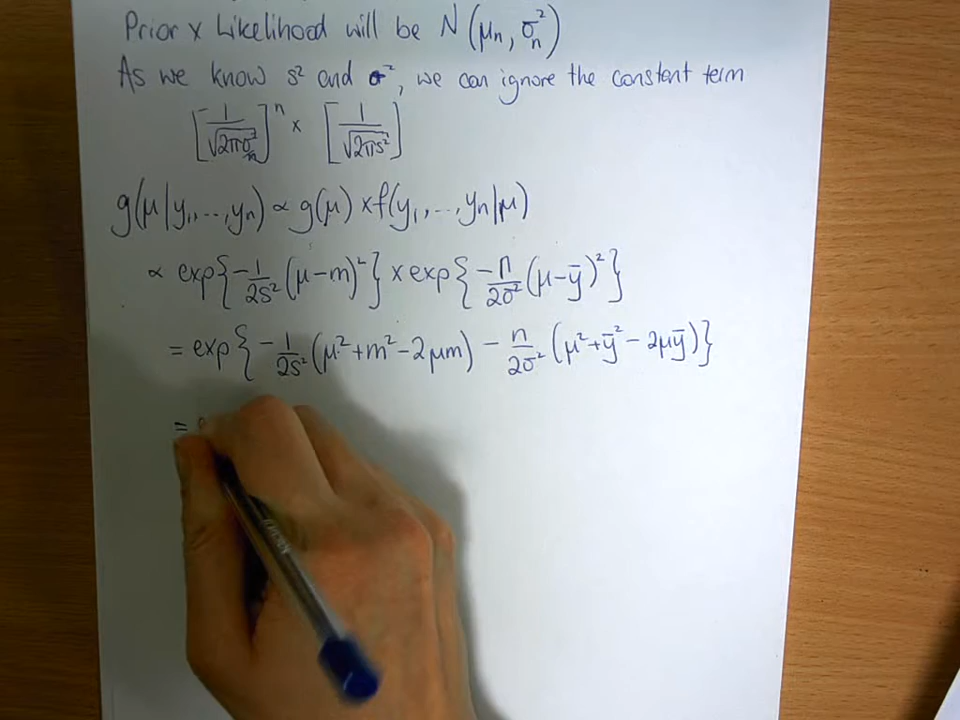 Prior x Likelihood will be N(μn, σn²)
As we know s² and σ², we can ignore the constant term
[1/√2πσn²]ⁿ x [1/√2πs²]
g(μ|y₁,...,yn) ∝ g(μ) x f(y₁,...,yn|μ)
∝ exp{-1/2s² (μ-m)²} x exp{-n/2σ² (μ-ȳ)²}
= exp{-1/2s² (μ²+m²-2μm) - n/2σ² (μ²+ȳ²-2μȳ)}
=